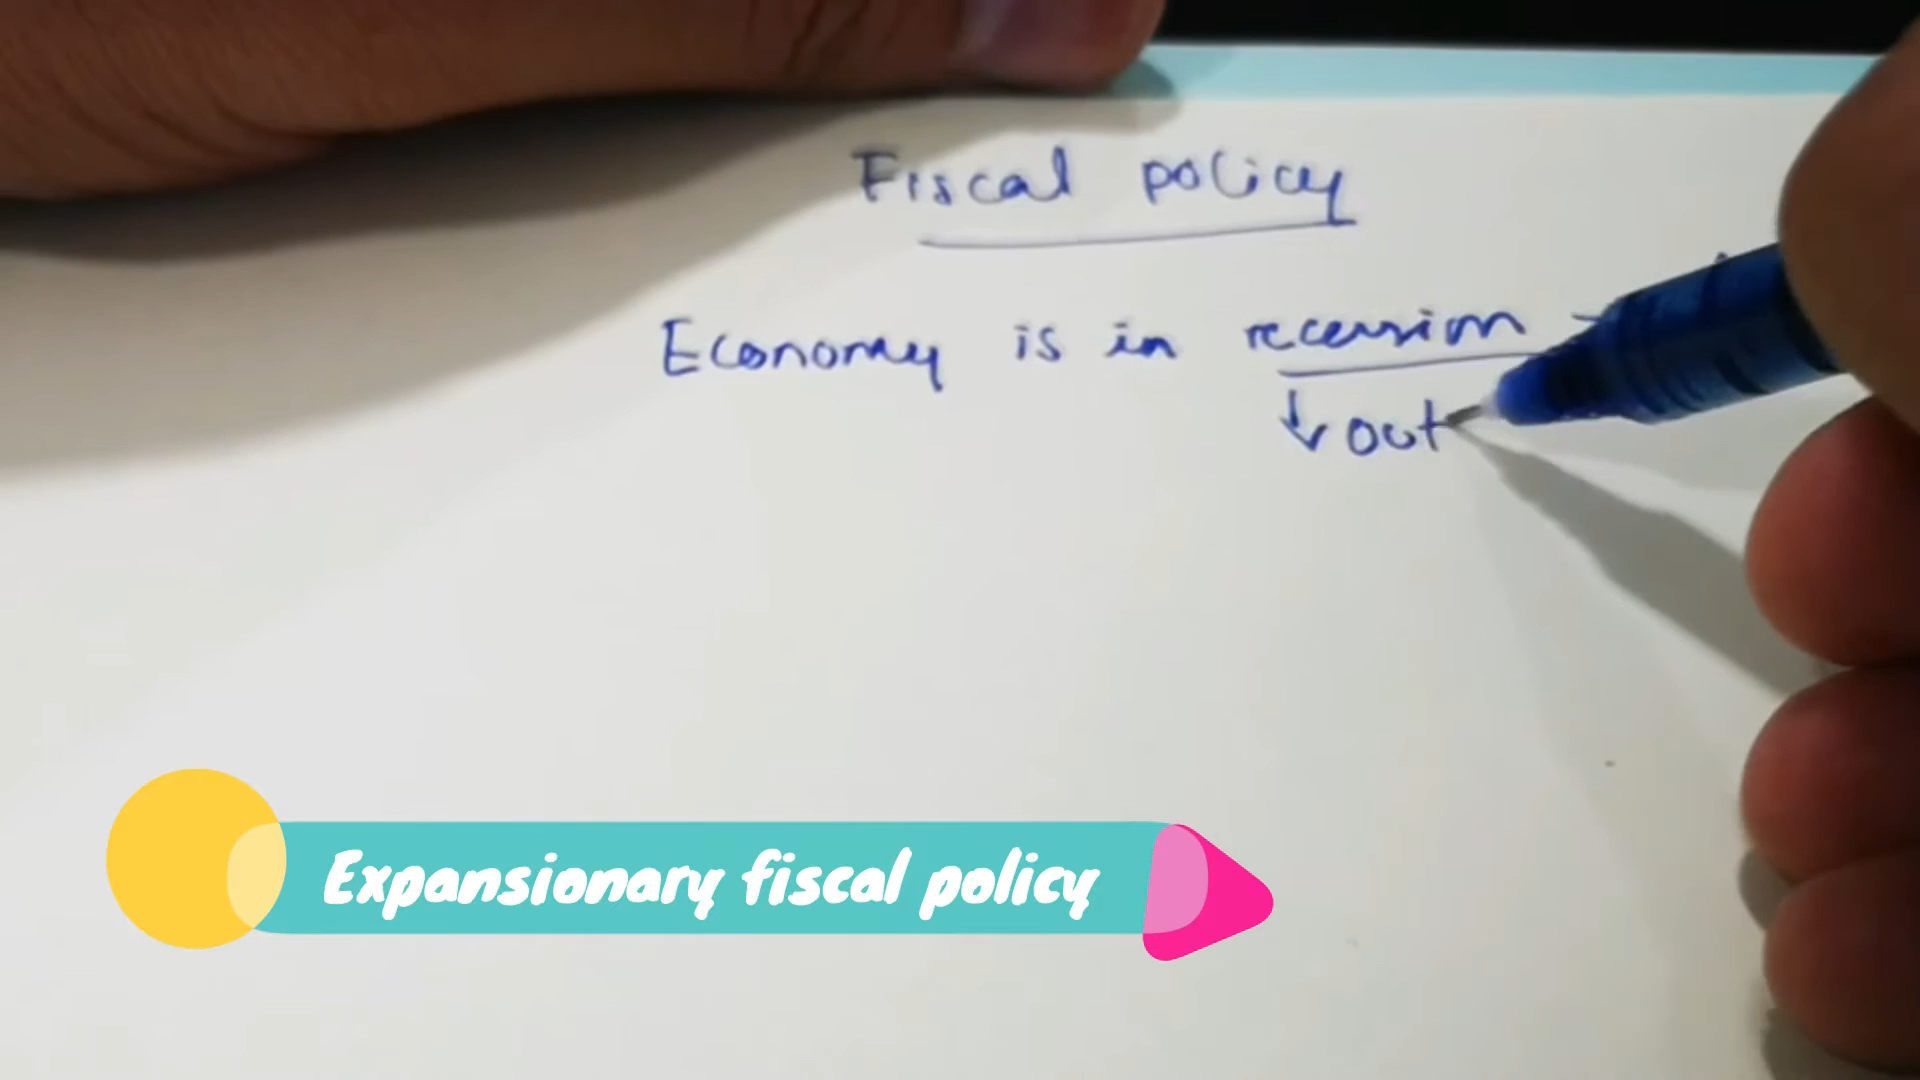 Fiscal policy
Economy is in recession
↓ out
Expansionary fiscal policy